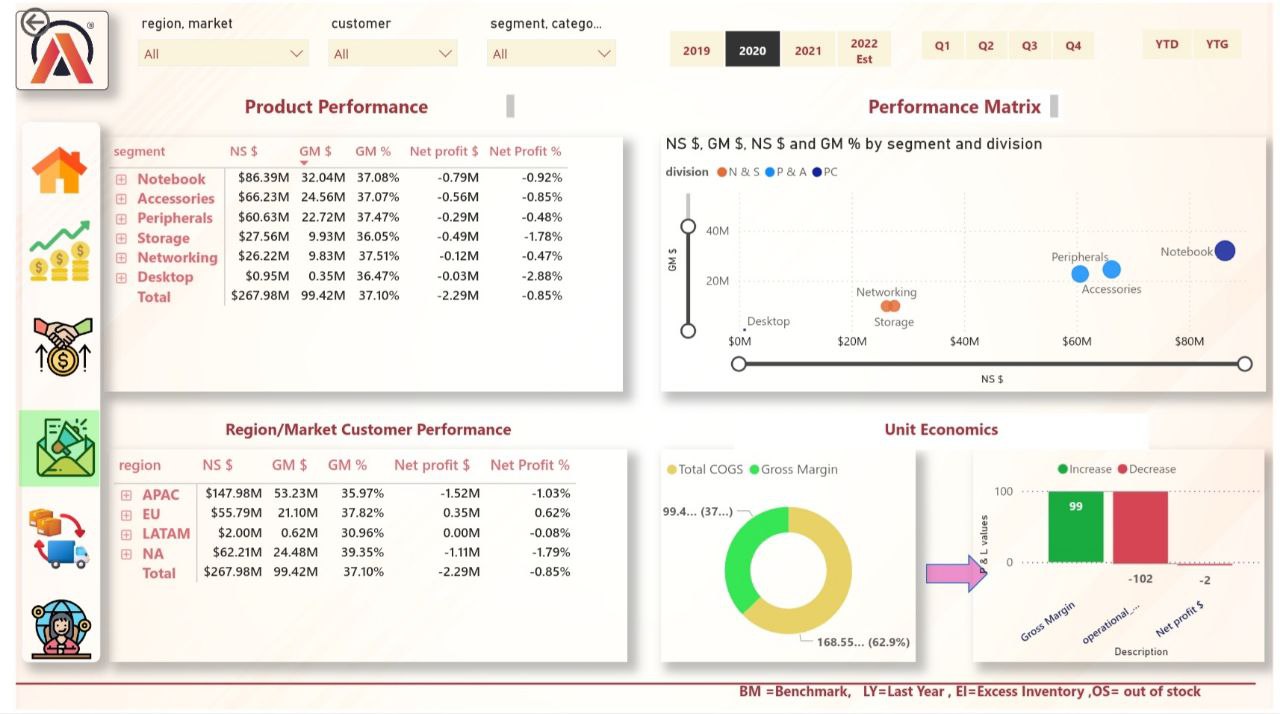 region, market customer segment, catego...
All All All
2019 2020 2021 2022 Est Q1 Q2 Q3 Q4 YTD YTG
®
Product Performance
segment NS $ GM $ GM % Net profit $ Net Profit %
Notebook $86.39M 32.04M 37.08% -0.79M -0.92%
Accessories $66.23M 24.56M 37.07% -0.56M -0.85%
Peripherals $60.63M 22.72M 37.47% -0.29M -0.48%
Storage $27.56M 9.93M 36.05% -0.49M -1.78%
Networking $26.22M 9.83M 37.51% -0.12M -0.47%
Desktop $0.95M 0.35M 36.47% -0.03M -2.88%
Total $267.98M 99.42M 37.10% -2.29M -0.85%
Performance Matrix
NS $, GM $, NS $ and GM % by segment and division
division N & S P & A PC
GM $
40M
20M
Notebook
Peripherals
Accessories
Networking
Storage
Desktop
$0M $20M $40M $60M $80M
NS $
Region/Market Customer Performance
region NS $ GM $ GM % Net profit $ Net Profit %
APAC $147.98M 53.23M 35.97% -1.52M -1.03%
EU $55.79M 21.10M 37.82% 0.35M 0.62%
LATAM $2.00M 0.62M 30.96% 0.00M -0.08%
NA $62.21M 24.48M 39.35% -1.11M -1.79%
Total $267.98M 99.42M 37.10% -2.29M -0.85%
Unit Economics
Total COGS Gross Margin
99.4... (37...)
168.55... (62.9%)
Increase Decrease
P & L values
100
0
99
-102
-2
Gross Margin
operational_...
Net profit $
Description
BM =Benchmark, LY=Last Year , EI=Excess Inventory ,OS= out of stock